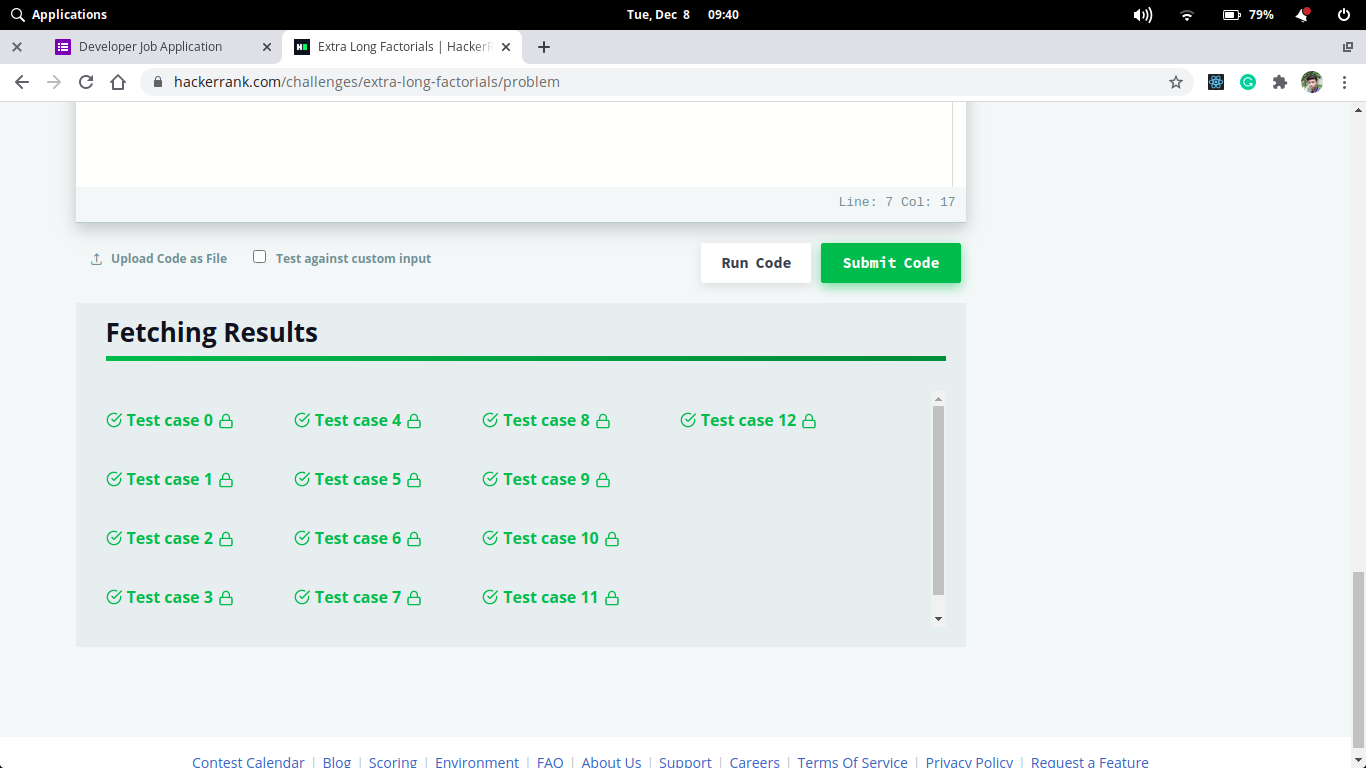 Applications Tue, Dec 8 09:40 79%
Developer Job Application Extra Long Factorials | HackerR
hackerrank.com/challenges/extra-long-factorials/problem
Line: 7 Col: 17
Upload Code as File Test against custom input Run Code Submit Code
Fetching Results
Test case 0 Test case 4 Test case 8 Test case 12
Test case 1 Test case 5 Test case 9
Test case 2 Test case 6 Test case 10
Test case 3 Test case 7 Test case 11
Contest Calendar | Blog | Scoring | Environment | FAQ | About Us | Support | Careers | Terms Of Service | Privacy Policy | Request a Feature